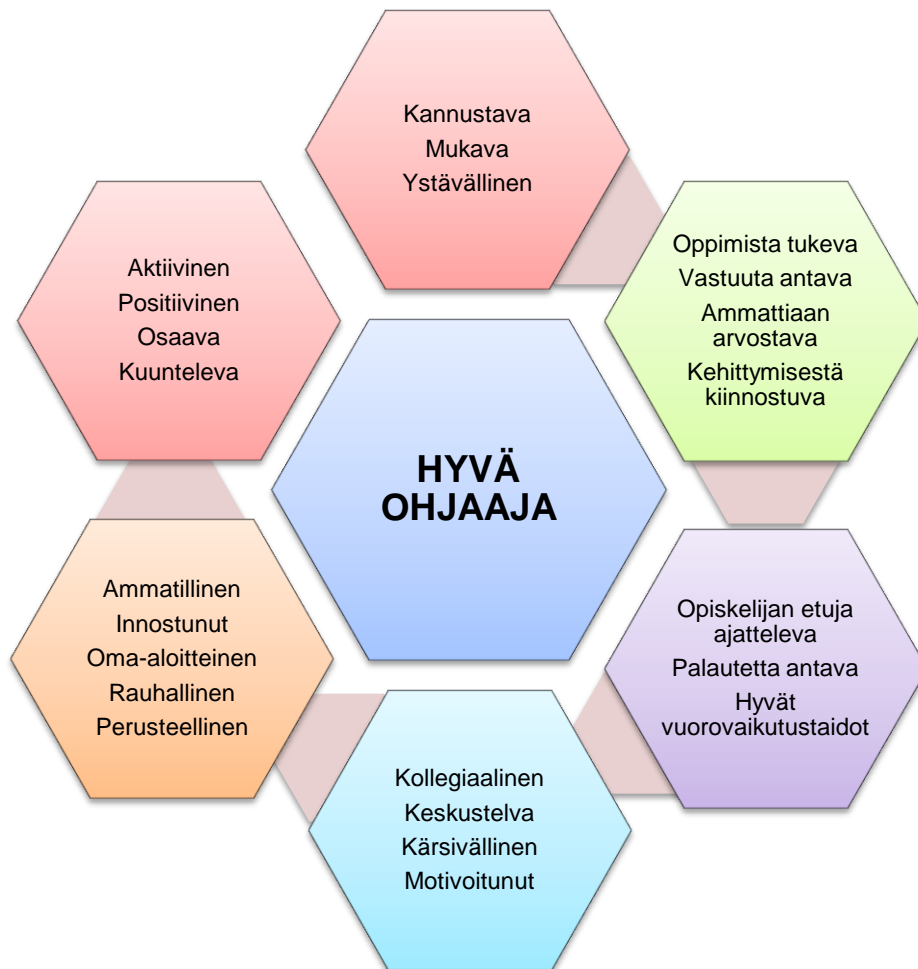 Kannustava
Mukava
Ystävällinen
Oppimista tukeva
Vastuuta antava
Ammattiaan
arvostava
Kehittymisestä
kiinnostuva
Opiskelijan etuja
ajatteleva
Palautetta antava
Hyvät
vuorovaikutustaidot
Kollegiaalinen
Keskustelva
Kärsivällinen
Motivoitunut
Ammatillinen
Innostunut
Oma-aloitteinen
Rauhallinen
Perusteellinen
Aktiivinen
Positiivinen
Osaava
Kuunteleva
HYVÄ
OHJAAJA